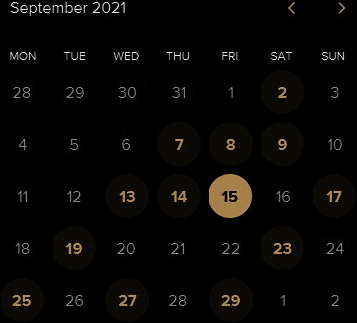 September 2021
MON TUE WED THU FRI SAT SUN
28 29 30 31 1 2 3
4 5 6 7 8 9 10
11 12 13 14 15 16 17
18 19 20 21 22 23 24
25 26 27 28 29 1 2